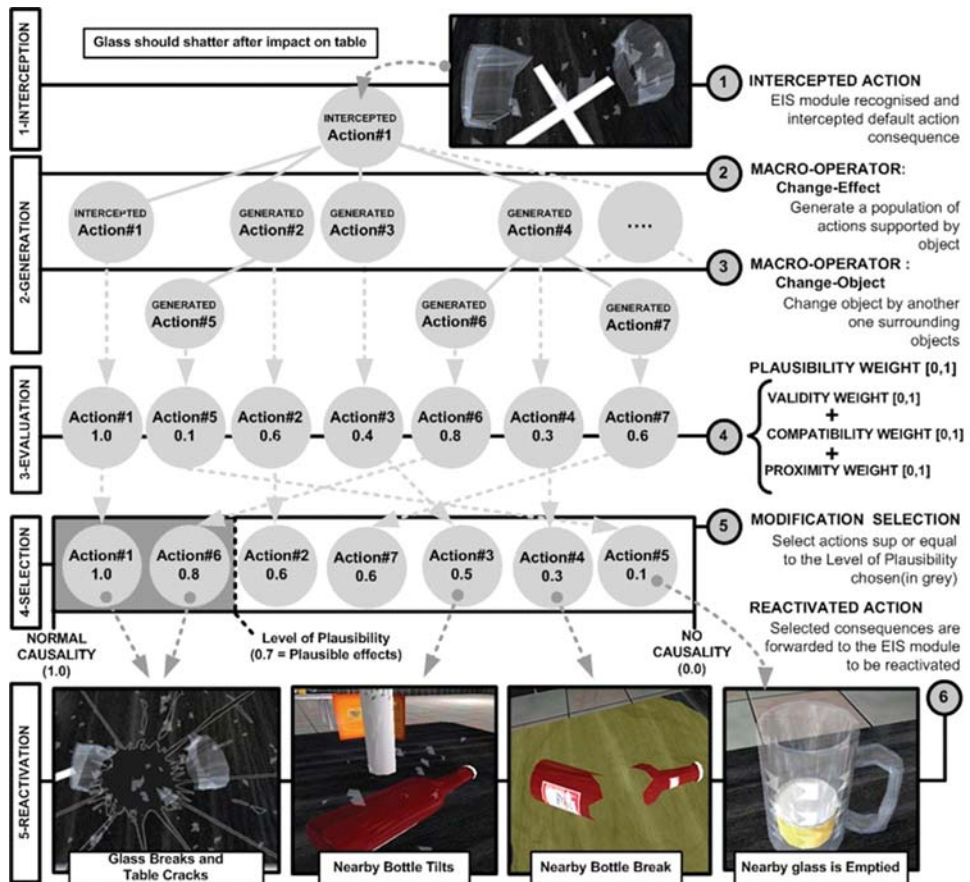 1-INTERCEPTION
Glass should shatter after impact on table
1
INTERCEPTED ACTION
EIS module recognised and
intercepted default action
consequence
INTERCEPTED
Action#1
2-GENERATION
2
MACRO-OPERATOR:
Change-Effect
Generate a population of
actions supported by
object
INTERCEPTED
Action#1
GENERATED
Action#2
GENERATED
Action#3
GENERATED
Action#4
....
3
MACRO-OPERATOR :
Change-Object
Change object by another
one surrounding
objects
GENERATED
Action#5
GENERATED
Action#6
GENERATED
Action#7
3-EVALUATION
Action#1
1.0
Action#5
0.1
Action#2
0.6
Action#3
0.4
Action#6
0.8
Action#4
0.3
Action#7
0.6
4
PLAUSIBILITY WEIGHT [0,1]
VALIDITY WEIGHT [0,1]
+
COMPATIBILITY WEIGHT [0,1]
+
PROXIMITY WEIGHT [0,1]
4-SELECTION
Action#1
1.0
Action#6
0.8
Action#2
0.6
Action#7
0.6
Action#3
0.5
Action#4
0.3
Action#5
0.1
5
MODIFICATION SELECTION
Select actions sup or equal
to the Level of Plausibility
chosen(in grey)
NORMAL
CAUSALITY
(1.0)
Level of Plausibility
(0.7 = Plausible effects)
NO
CAUSALITY
(0.0)
REACTIVATED ACTION
Selected consequences are
forwarded to the EIS module
to be reactivated
6
5-REACTIVATION
Glass Breaks and
Table Cracks
Nearby Bottle Tilts
Nearby Bottle Break
Nearby glass is Emptied